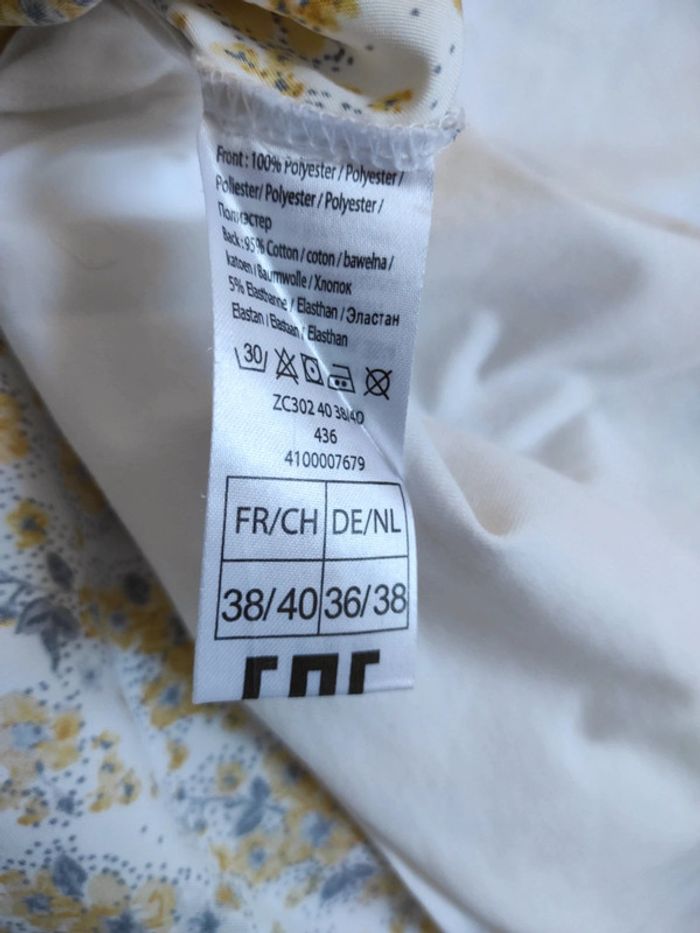 Front : 100% Polyester / Polyester /
Poliester/ Polyester / Polyester /
Полиэстер
Back : 95% Cotton / coton / bawełna /
katoen / Baumwolle / Хлопок
5% Elasthanne / Elasthan / Эластан
Elastan / Elastan / Elasthan
30
ZC302 40 38/40
436
4100007679
FR/CH DE/NL
38/40 36/38